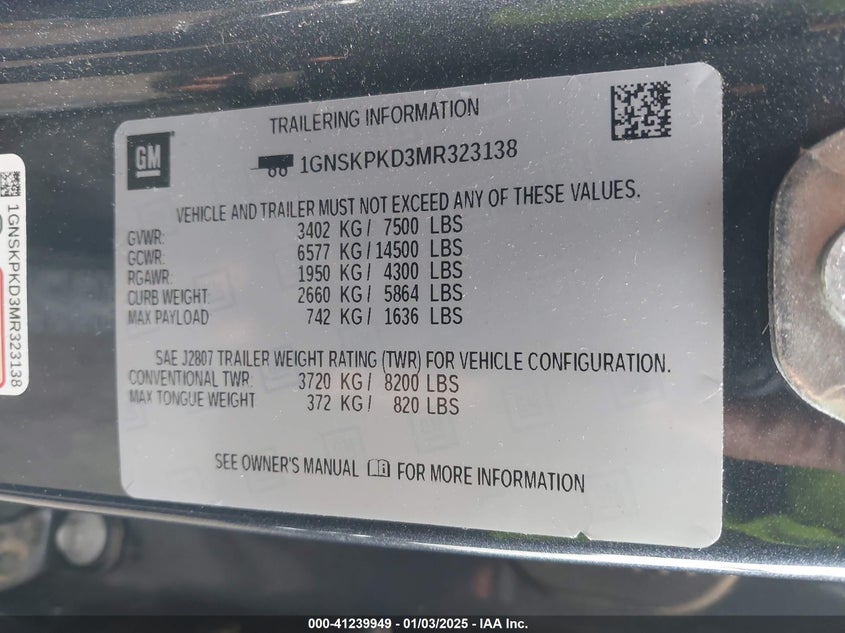 GM
TRAILERING INFORMATION
1GNSKPKD3MR323138
VEHICLE AND TRAILER MUST NOT EXCEED ANY OF THESE VALUES.
GVWR: 3402 KG/ 7500 LBS
GCWR: 6577 KG/14500 LBS
RGAWR: 1950 KG/ 4300 LBS
CURB WEIGHT: 2660 KG/ 5864 LBS
MAX PAYLOAD 742 KG/ 1636 LBS
SAE J2807 TRAILER WEIGHT RATING (TWR) FOR VEHICLE CONFIGURATION.
CONVENTIONAL TWR: 3720 KG/ 8200 LBS
MAX TONGUE WEIGHT 372 KG/ 820 LBS
SEE OWNER'S MANUAL FOR MORE INFORMATION
1GNSKPKD3MR323138
000-41239949 - 01/03/2025 - IAA Inc.